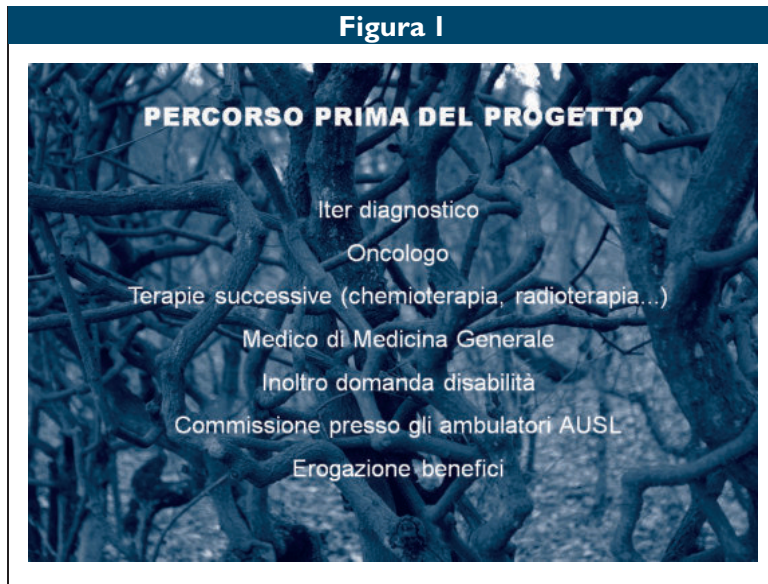 Figura 1
PERCORSO PRIMA DEL PROGETTO
Iter diagnostico
Oncologo
Terapie successive (chemioterapia, radioterapia...)
Medico di Medicina Generale
Inoltro domanda disabilità
Commissione presso gli ambulatori AUSL
Erogazione benefici